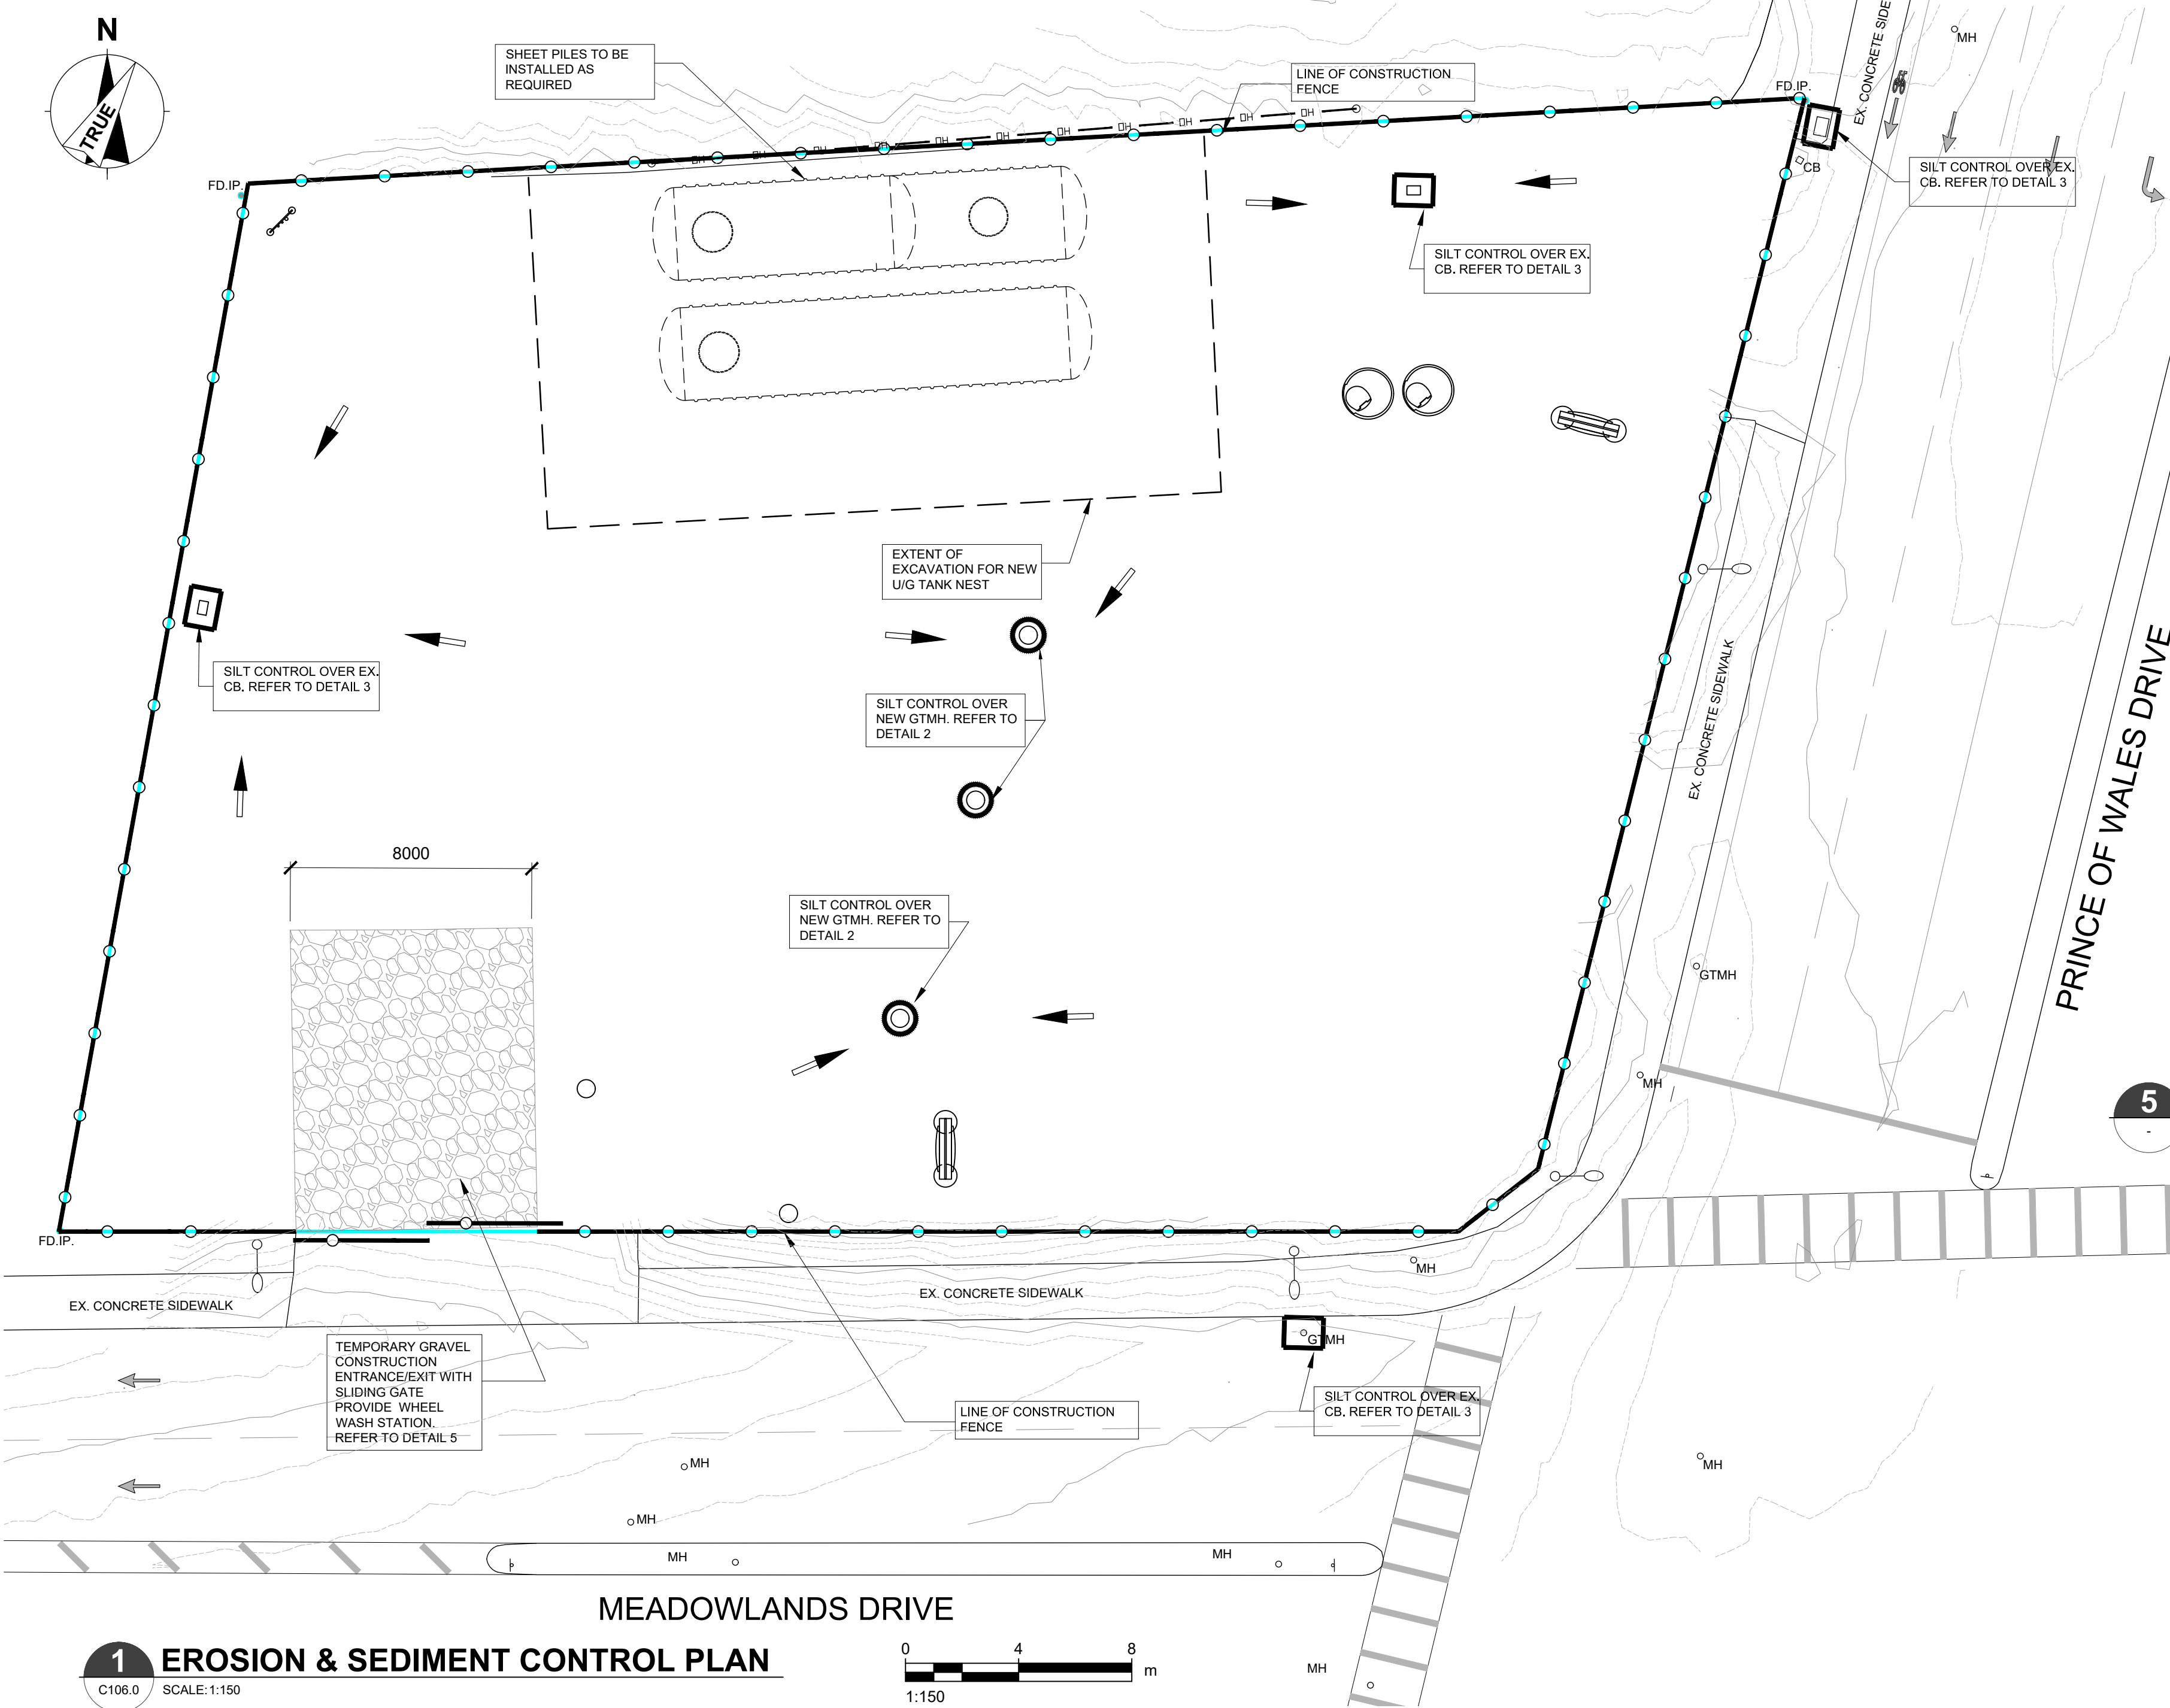 N
TRUE
SHEET PILES TO BE
INSTALLED AS
REQUIRED
LINE OF CONSTRUCTION
FENCE
FD.IP.
EX. CONCRETE SIDE
MH
CB
SILT CONTROL OVER EX.
CB. REFER TO DETAIL 3
FD.IP.
SILT CONTROL OVER EX.
CB. REFER TO DETAIL 3
EXTENT OF
EXCAVATION FOR NEW
U/G TANK NEST
SILT CONTROL OVER EX.
CB. REFER TO DETAIL 3
SILT CONTROL OVER
NEW GTMH. REFER TO
DETAIL 2
EX. CONCRETE SIDEWALK
PRINCE OF WALES DRIVE
8000
SILT CONTROL OVER
NEW GTMH. REFER TO
DETAIL 2
GTMH
MH
5
-
FD.IP.
EX. CONCRETE SIDEWALK
EX. CONCRETE SIDEWALK
MH
GTMH
TEMPORARY GRAVEL
CONSTRUCTION
ENTRANCE/EXIT WITH
SLIDING GATE
PROVIDE WHEEL
WASH STATION.
REFER TO DETAIL 5
LINE OF CONSTRUCTION
FENCE
SILT CONTROL OVER EX.
CB. REFER TO DETAIL 3
MH
MH
MH
MH
MH
MEADOWLANDS DRIVE
1
C106.0
EROSION & SEDIMENT CONTROL PLAN
SCALE:1:150
0 4 8
m
1:150
MH